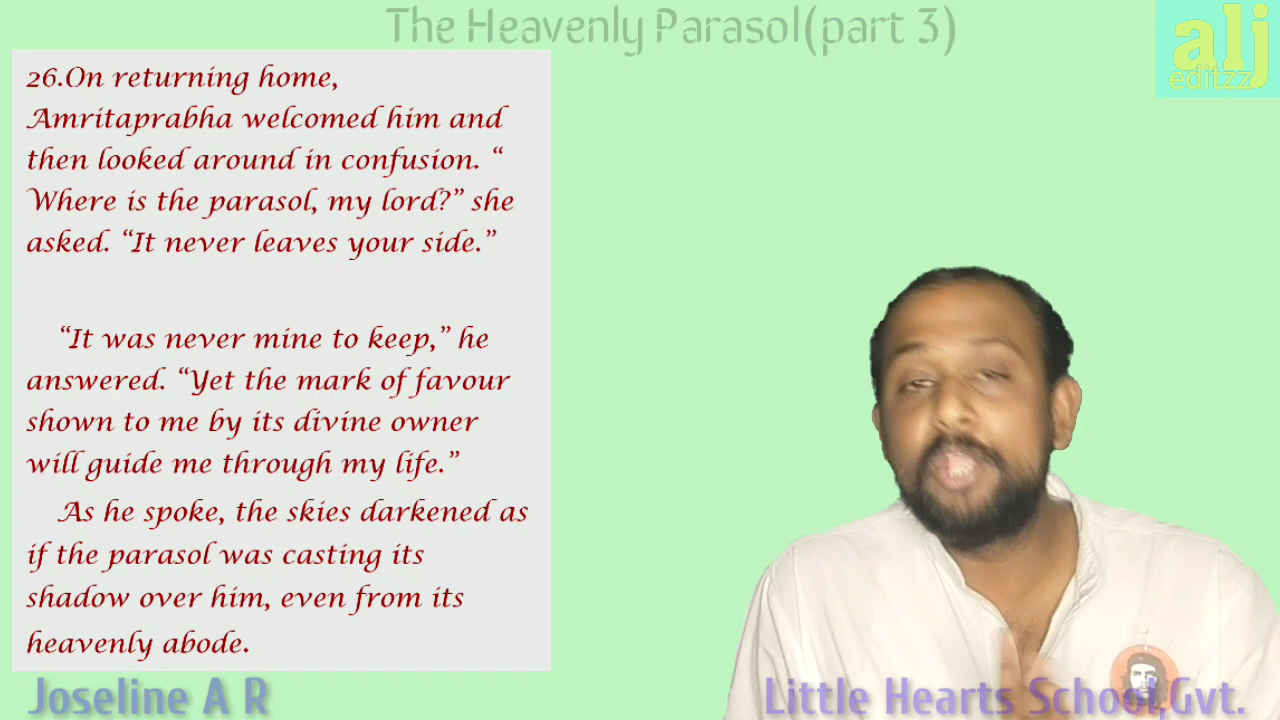 The Heavenly Parasol(part 3)
alj
editzz
26.On returning home,
Amritaprabha welcomed him and
then looked around in confusion. “
Where is the parasol, my lord?” she
asked. “It never leaves your side.”
“It was never mine to keep,” he
answered. “Yet the mark of favour
shown to me by its divine owner
will guide me through my life.”
As he spoke, the skies darkened as
if the parasol was casting its
shadow over him, even from its
heavenly abode.
Joseline A R
Little Hearts School,Gvt.